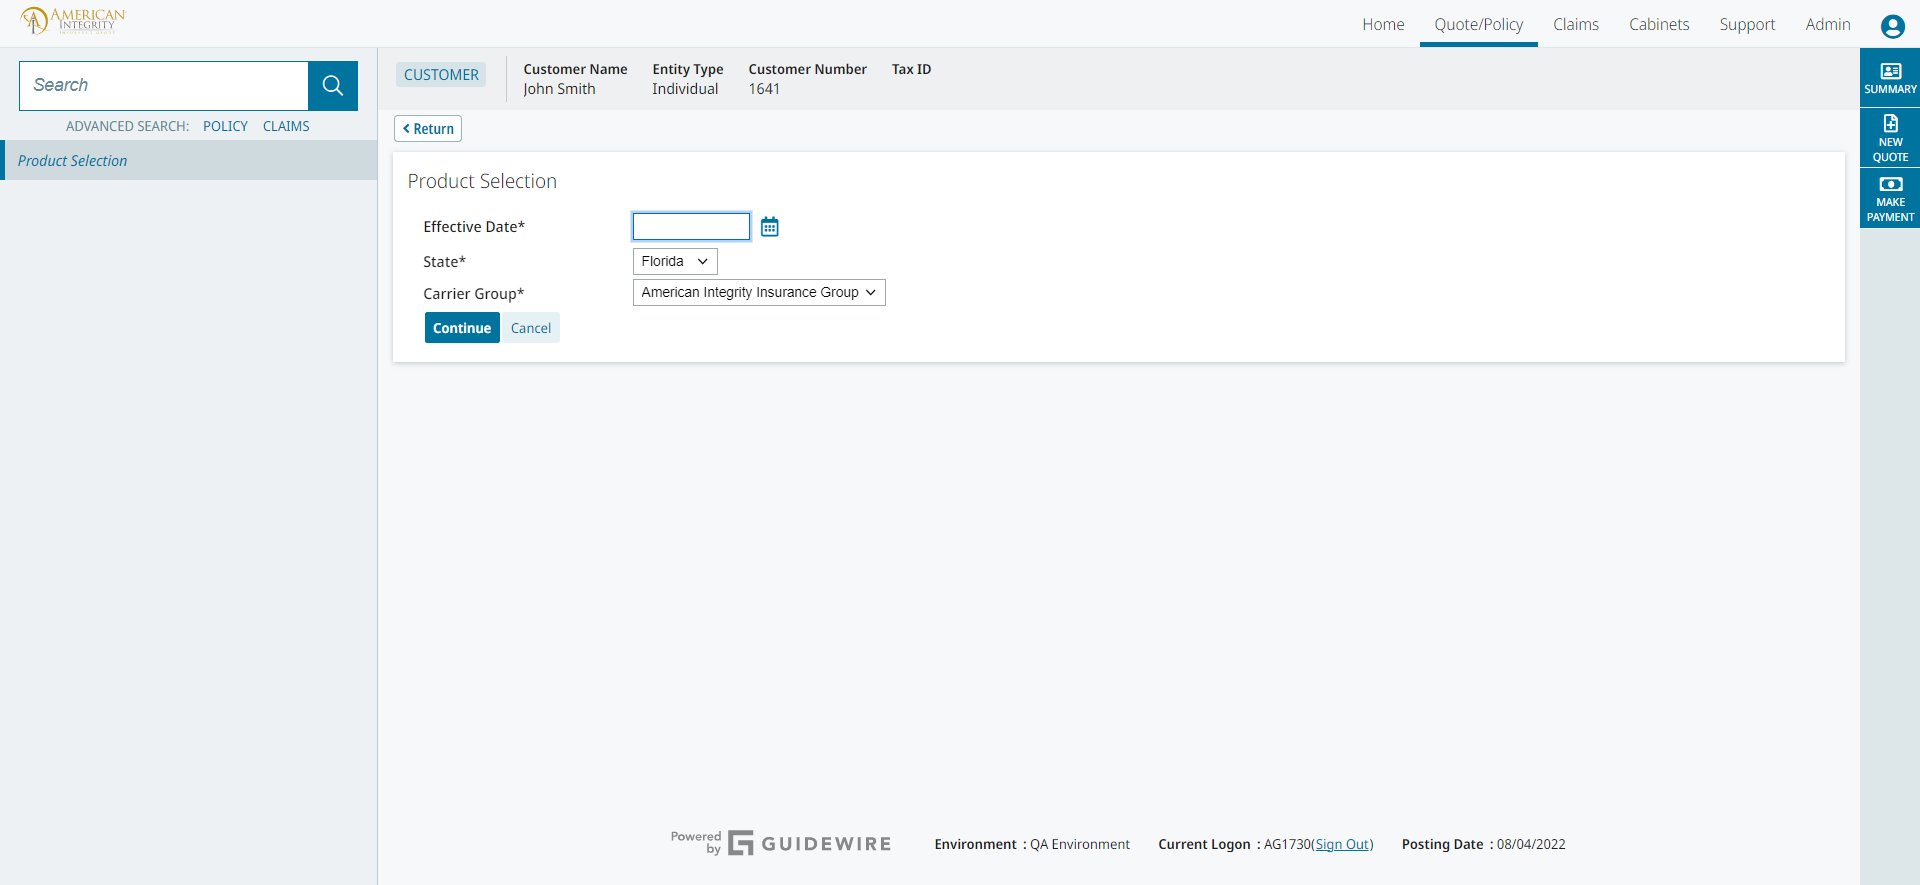 AMERICAN
INTEGRITY
INSURANCE GROUP
Home Quote/Policy Claims Cabinets Support Admin
Search
ADVANCED SEARCH: POLICY CLAIMS
Product Selection
CUSTOMER
Customer Name Entity Type Customer Number Tax ID
John Smith Individual 1641
Return
Product Selection
Effective Date*
State* Florida
Carrier Group* American Integrity Insurance Group
Continue Cancel
SUMMARY
NEW
QUOTE
MAKE
PAYMENT
Powered
by GUIDEWIRE
Environment : QA Environment Current Logon : AG1730(Sign Out) Posting Date : 08/04/2022